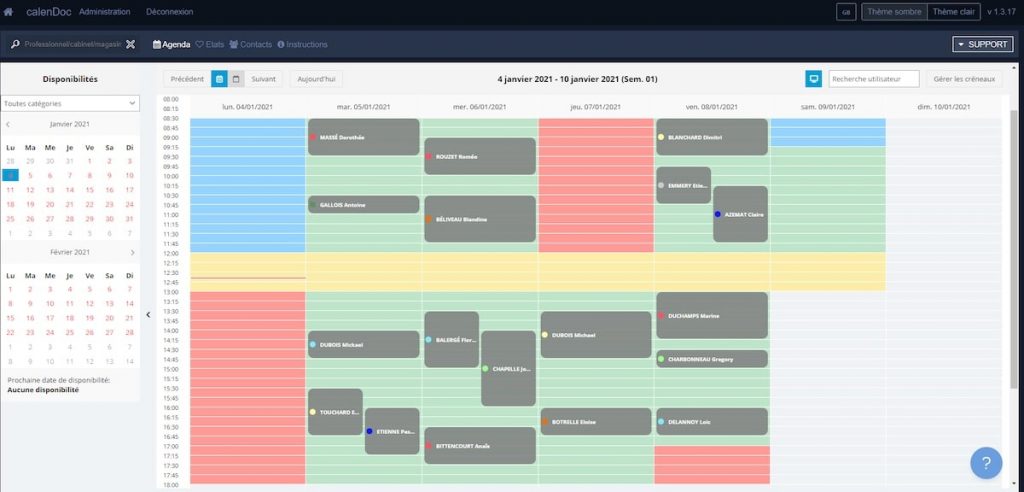 calenDoc Administration Déconnexion GB Thème sombre Thème clair v 1.3.17
Professionnel/cabinet/magasin Agenda Etats Contacts Instructions SUPPORT
Disponibilités
Toutes catégories
Janvier 2021
Lu Ma Me Je Ve Sa Di
28 29 30 31 1 2 3
4 5 6 7 8 9 10
11 12 13 14 15 16 17
18 19 20 21 22 23 24
25 26 27 28 29 30 31
1 2 3 4 5 6 7
Février 2021
Lu Ma Me Je Ve Sa Di
1 2 3 4 5 6 7
8 9 10 11 12 13 14
15 16 17 18 19 20 21
22 23 24 25 26 27 28
1 2 3 4 5 6 7
8 9 10 11 12 13 14
Prochaine date de disponibilité:
Aucune disponibilité
Précédent Suivant Aujourd'hui 4 janvier 2021 - 10 janvier 2021 (Sem. 01) Recherche utilisateur Gérer les créneaux
lun. 04/01/2021 mar. 05/01/2021 mer. 06/01/2021 jeu. 07/01/2021 ven. 08/01/2021 sam. 09/01/2021 dim. 10/01/2021
08:00
08:15
08:30
08:45
09:00 MASSÉ Dorothée BLANCHARD Dimitri
09:15
09:30 ROUZET Roméo
09:45
10:00
10:15 EMMERY Etie...
10:30
10:45 GALLOIS Antoine
11:00 BÉLIVEAU Blandine AZEMAT Claire
11:15
11:30
11:45
12:00
12:15
12:30
12:45
13:00
13:15
13:30 DUCHAMPS Marine
13:45
14:00 DUBOIS Michael
14:15 DUBOIS Mickael BALERGÉ Flor...
14:30
14:45 CHARBONNEAU Gregory
15:00 CHAPELLE Jo...
15:15
15:30
15:45
16:00 TOUCHARD E...
16:15 BOTRELLE Eloise DELANNOY Loic
16:30 ETIENNE Pas...
16:45
17:00 BITTENCOURT Anaïs
17:15
17:30
17:45
18:00
?